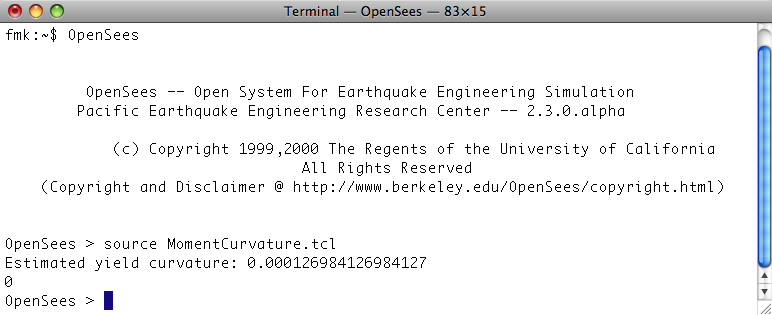 Terminal — OpenSees — 83×15
fmk:~$ OpenSees
OpenSees -- Open System For Earthquake Engineering Simulation
Pacific Earthquake Engineering Research Center -- 2.3.0.alpha
(c) Copyright 1999,2000 The Regents of the University of California
All Rights Reserved
(Copyright and Disclaimer @ http://www.berkeley.edu/OpenSees/copyright.html)
OpenSees > source MomentCurvature.tcl
Estimated yield curvature: 0.000126984126984127
0
OpenSees >